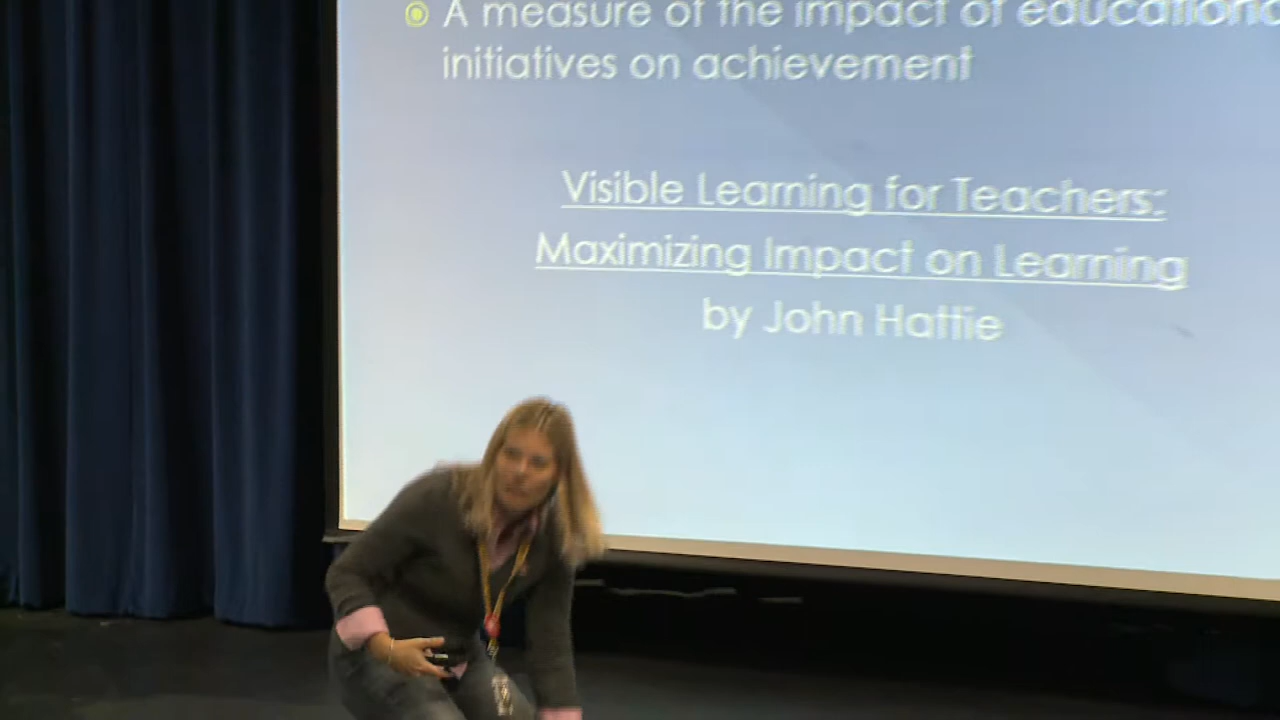 A measure of the impact of educational
initiatives on achievement
Visible Learning for Teachers:
Maximizing Impact on Learning
by John Hattie